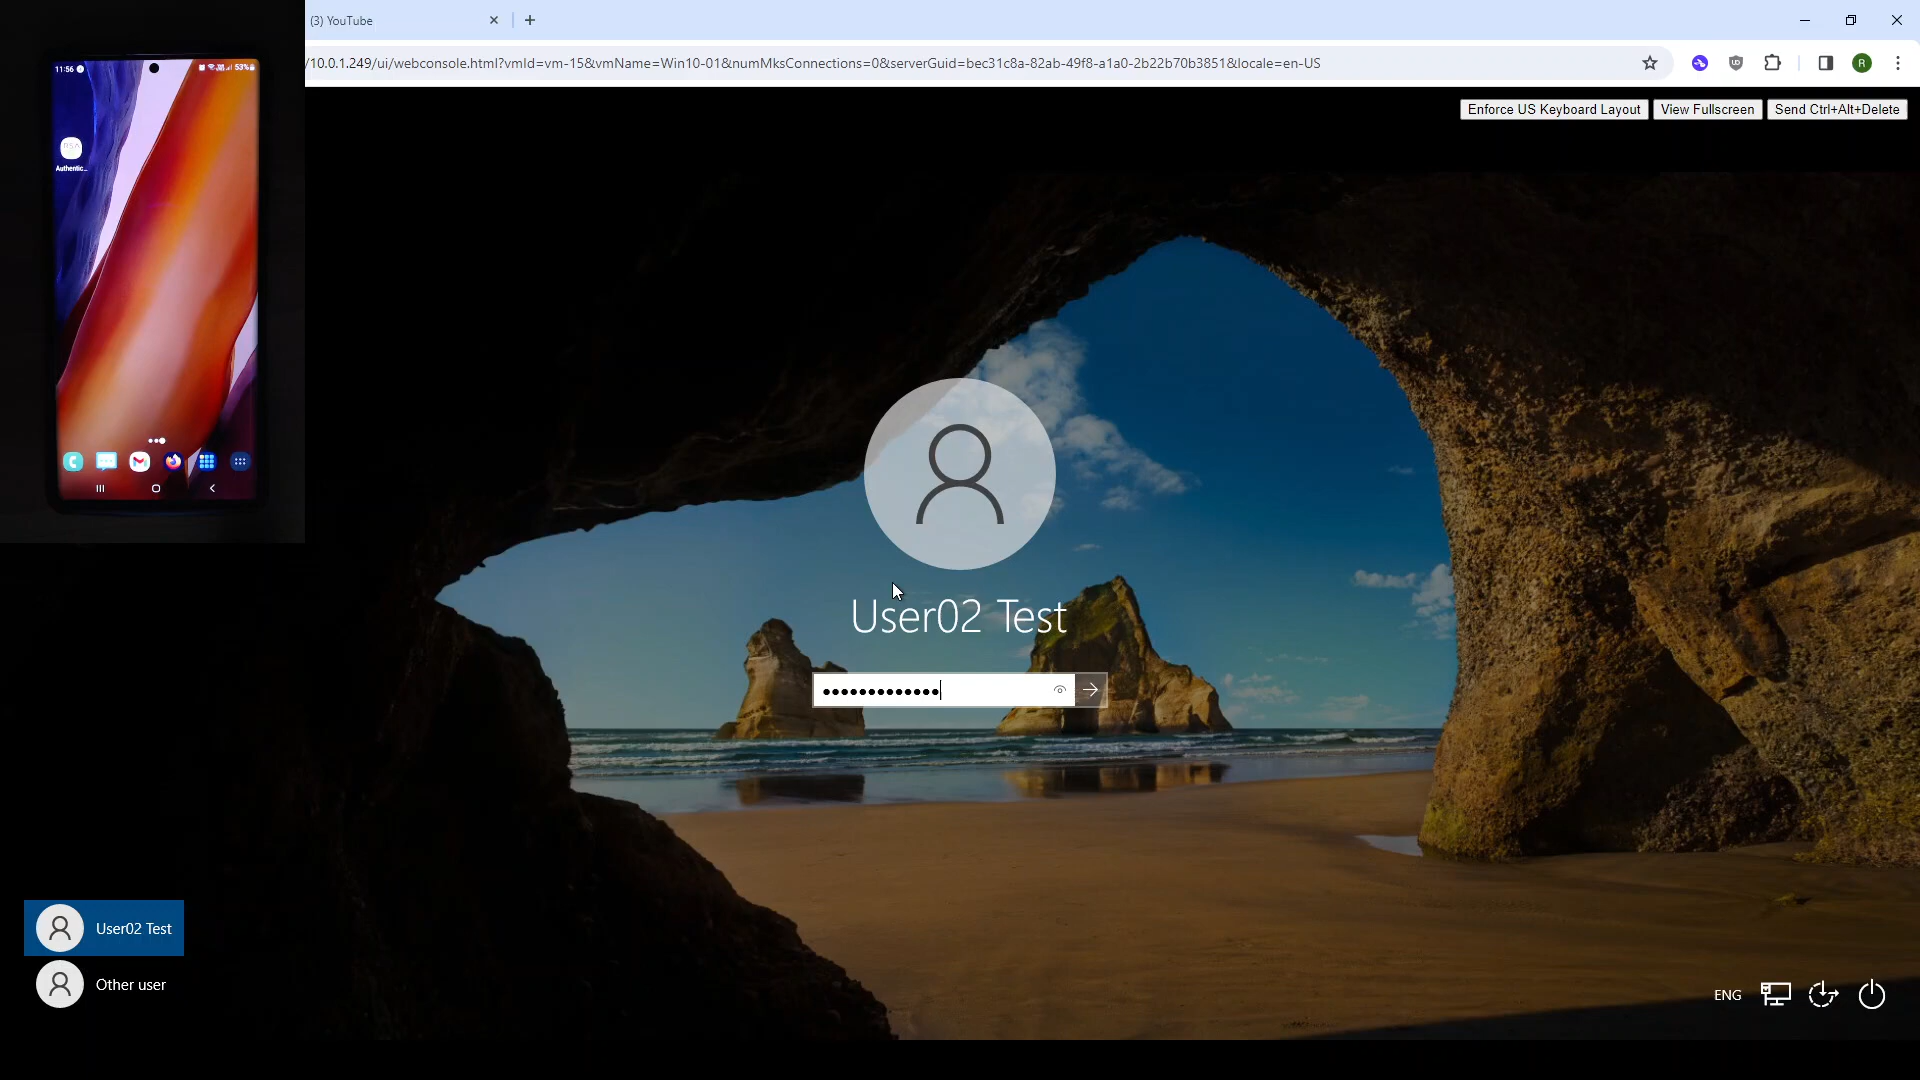 (3) YouTube
/10.0.1.249/ui/webconsole.html?vmId=vm-15&vmName=Win10-01&numMksConnections=0&serverGuid=bec31c8a-82ab-49f8-a1a0-2b22b70b3851&locale=en-US
R
Enforce US Keyboard Layout
View Fullscreen
Send Ctrl+Alt+Delete
11:56
53%
RSA
Authentic...
User02 Test
User02 Test
Other user
ENG